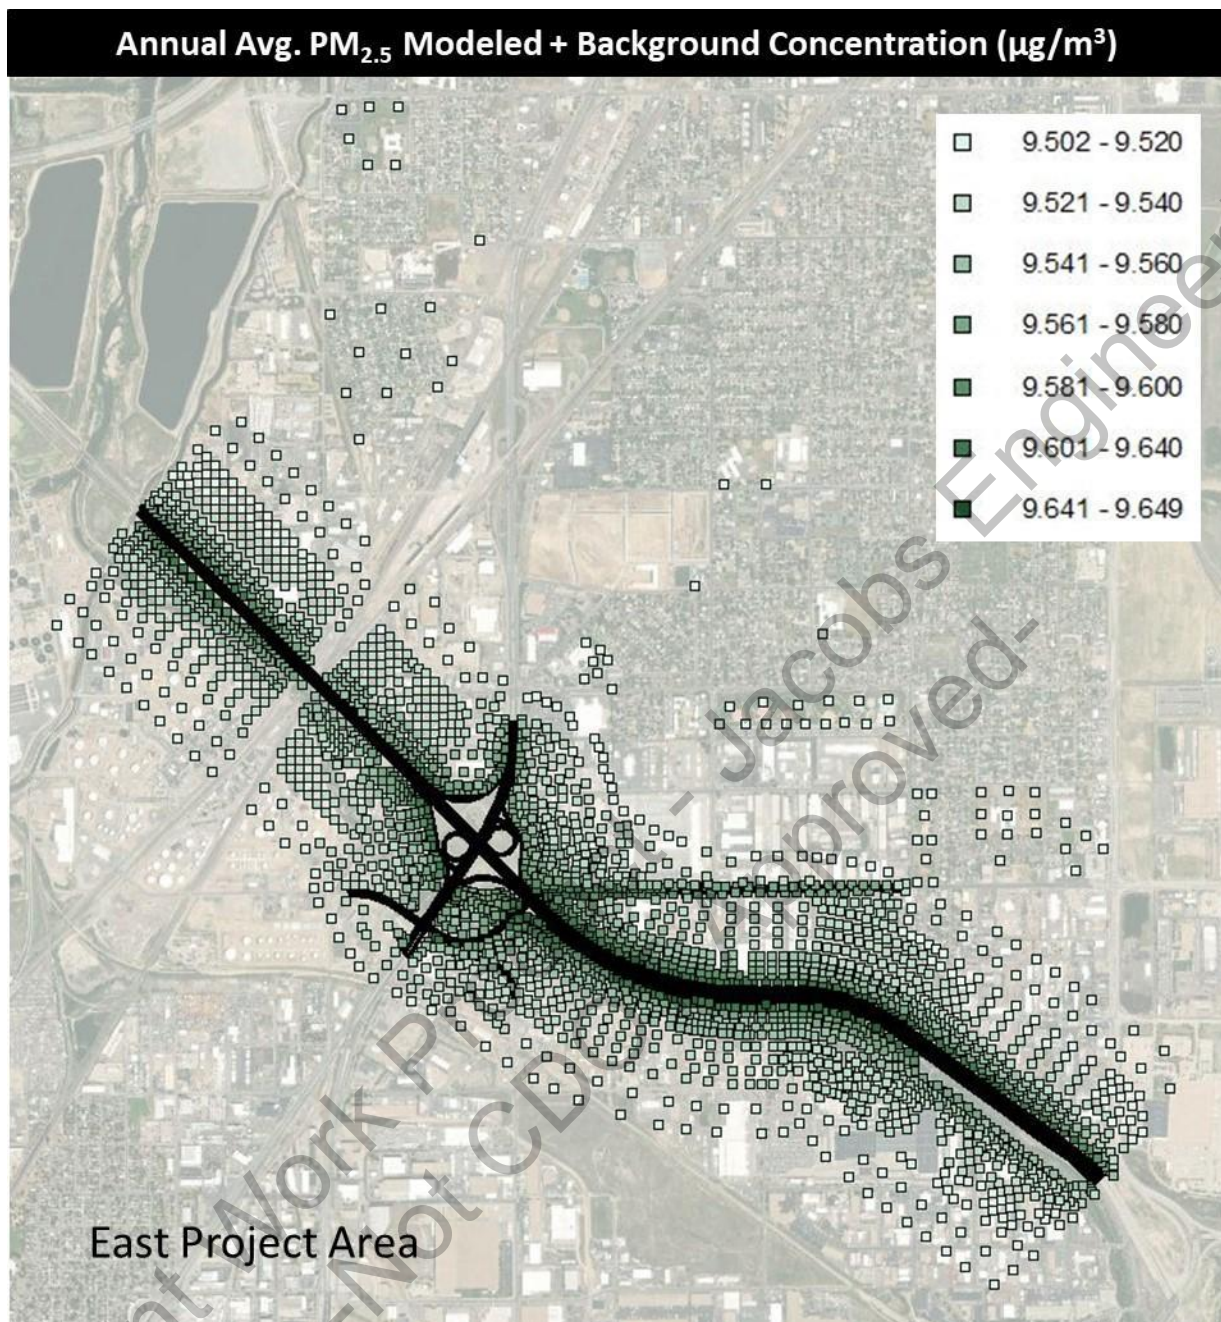 Annual Avg. PM2.5 Modeled + Background Concentration (µg/m³)
9.502 - 9.520
9.521 - 9.540
9.541 - 9.560
9.561 - 9.580
9.581 - 9.600
9.601 - 9.640
9.641 - 9.649
East Project Area
- Jacobs Engineer
Work
Not CD
Approved-